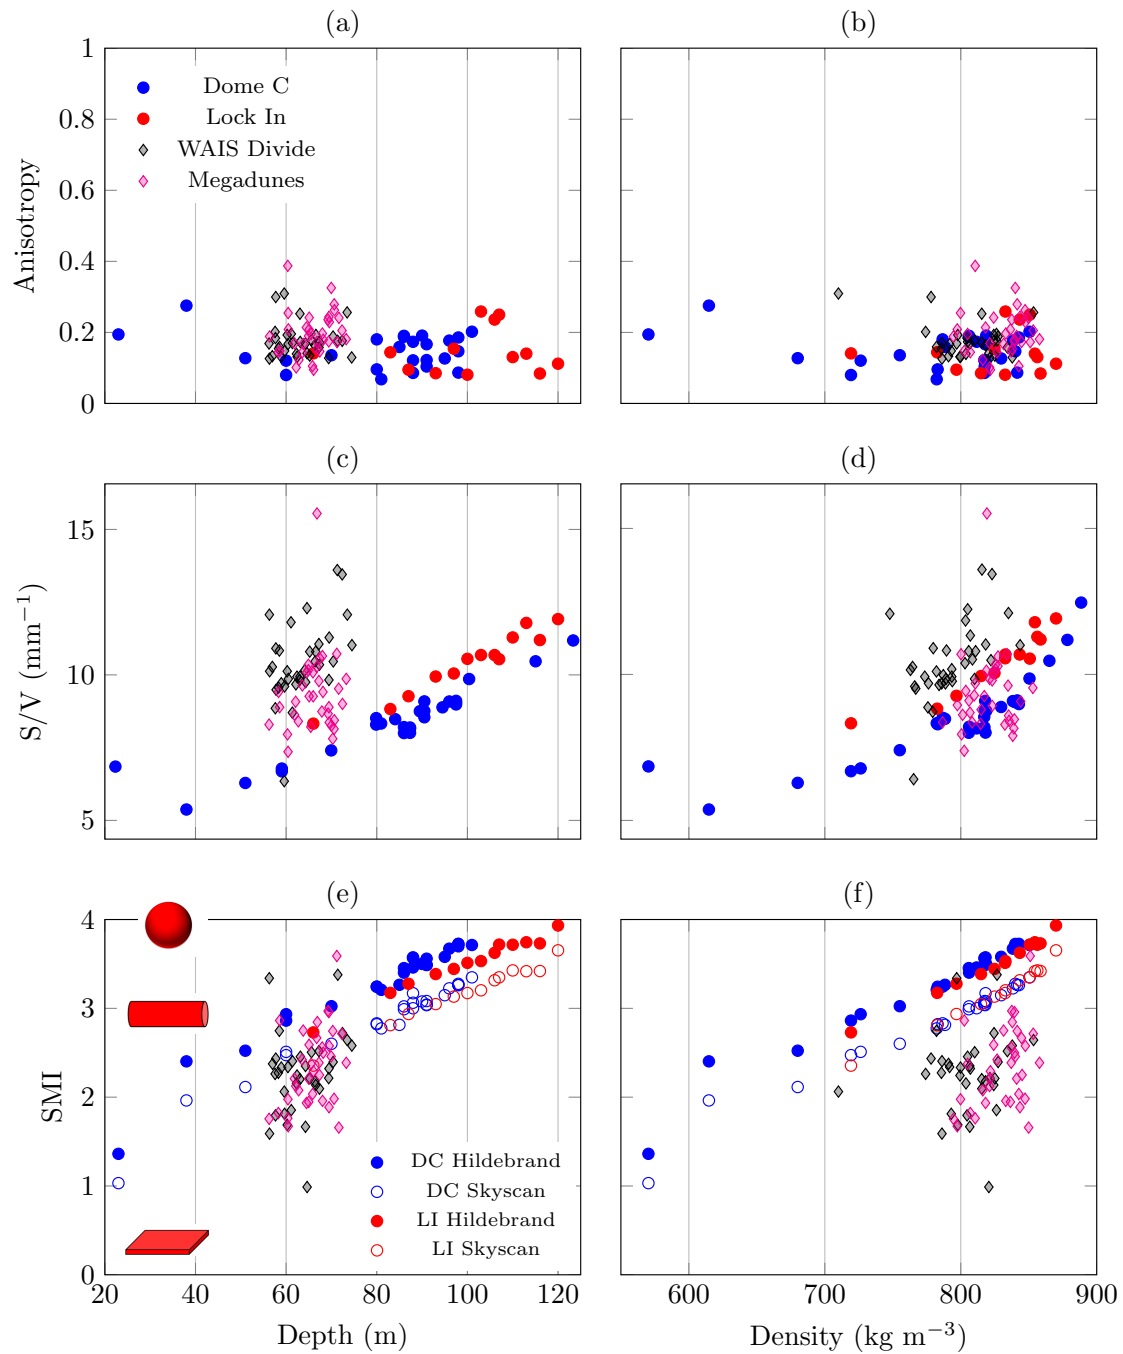 (a)
(b)
1
0.8
0.6
0.4
0.2
0
Anisotropy
Dome C
Lock In
WAIS Divide
Megadunes
(c)
(d)
15
10
5
S/V (mm−1)
(e)
(f)
4
3
2
1
0
SMI
DC Hildebrand
DC Skyscan
LI Hildebrand
LI Skyscan
20 40 60 80 100 120
600 700 800 900
Depth (m)
Density (kg m−3)